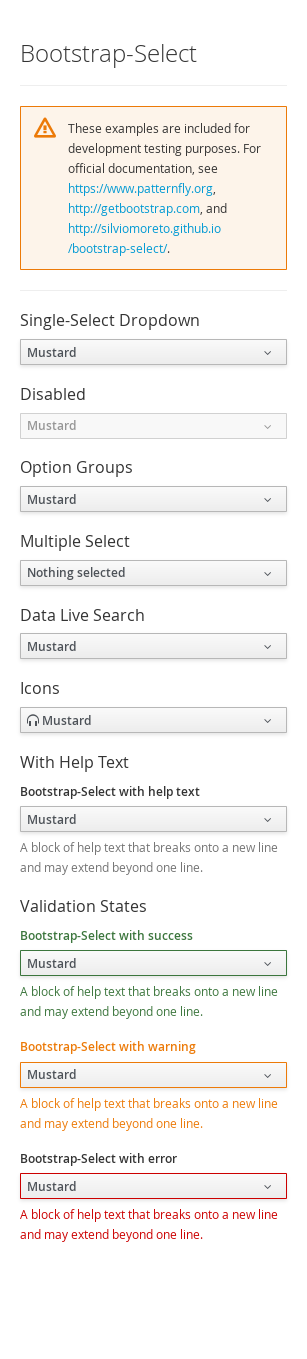 Bootstrap-Select
These examples are included for
development testing purposes. For
official documentation, see
https://www.patternfly.org,
http://getbootstrap.com, and
http://silviomoreto.github.io
/bootstrap-select/.
Single-Select Dropdown
Mustard
Disabled
Mustard
Option Groups
Mustard
Multiple Select
Nothing selected
Data Live Search
Mustard
Icons
Mustard
With Help Text
Bootstrap-Select with help text
Mustard
A block of help text that breaks onto a new line
and may extend beyond one line.
Validation States
Bootstrap-Select with success
Mustard
A block of help text that breaks onto a new line
and may extend beyond one line.
Bootstrap-Select with warning
Mustard
A block of help text that breaks onto a new line
and may extend beyond one line.
Bootstrap-Select with error
Mustard
A block of help text that breaks onto a new line
and may extend beyond one line.